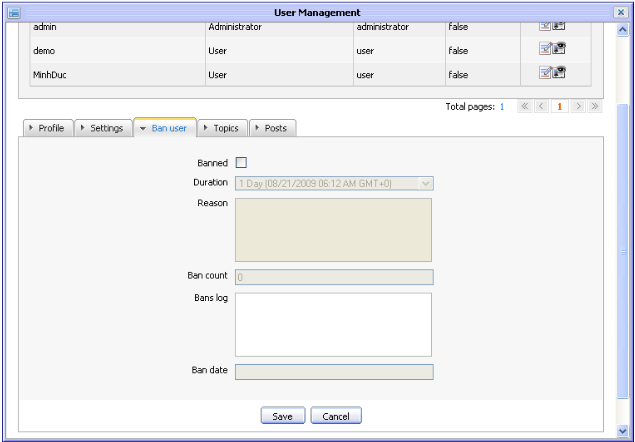 User Management
admin Administrator administrator false
demo User user false
MinhDuc User user false
Total pages: 1 1
Profile Settings Ban user Topics Posts
Banned
Duration 1 Day (08/21/2009 06:12 AM GMT+0)
Reason
Ban count 0
Bans log
Ban date
Save Cancel